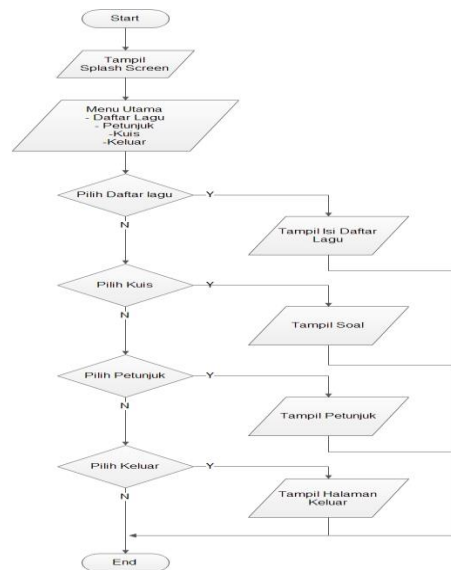 Start
Tampil
Splash Screen
Menu Utama
- Daftar Lagu
- Petunjuk
-Kuis
-Keluar
Pilih Daftar lagu
Y
N
Tampil Isi Daftar
Lagu
Pilih Kuis
Y
N
Tampil Soal
Pilih Petunjuk
Y
N
Tampil Petunjuk
Pilih Keluar
Y
N
Tampil Halaman
Keluar
End